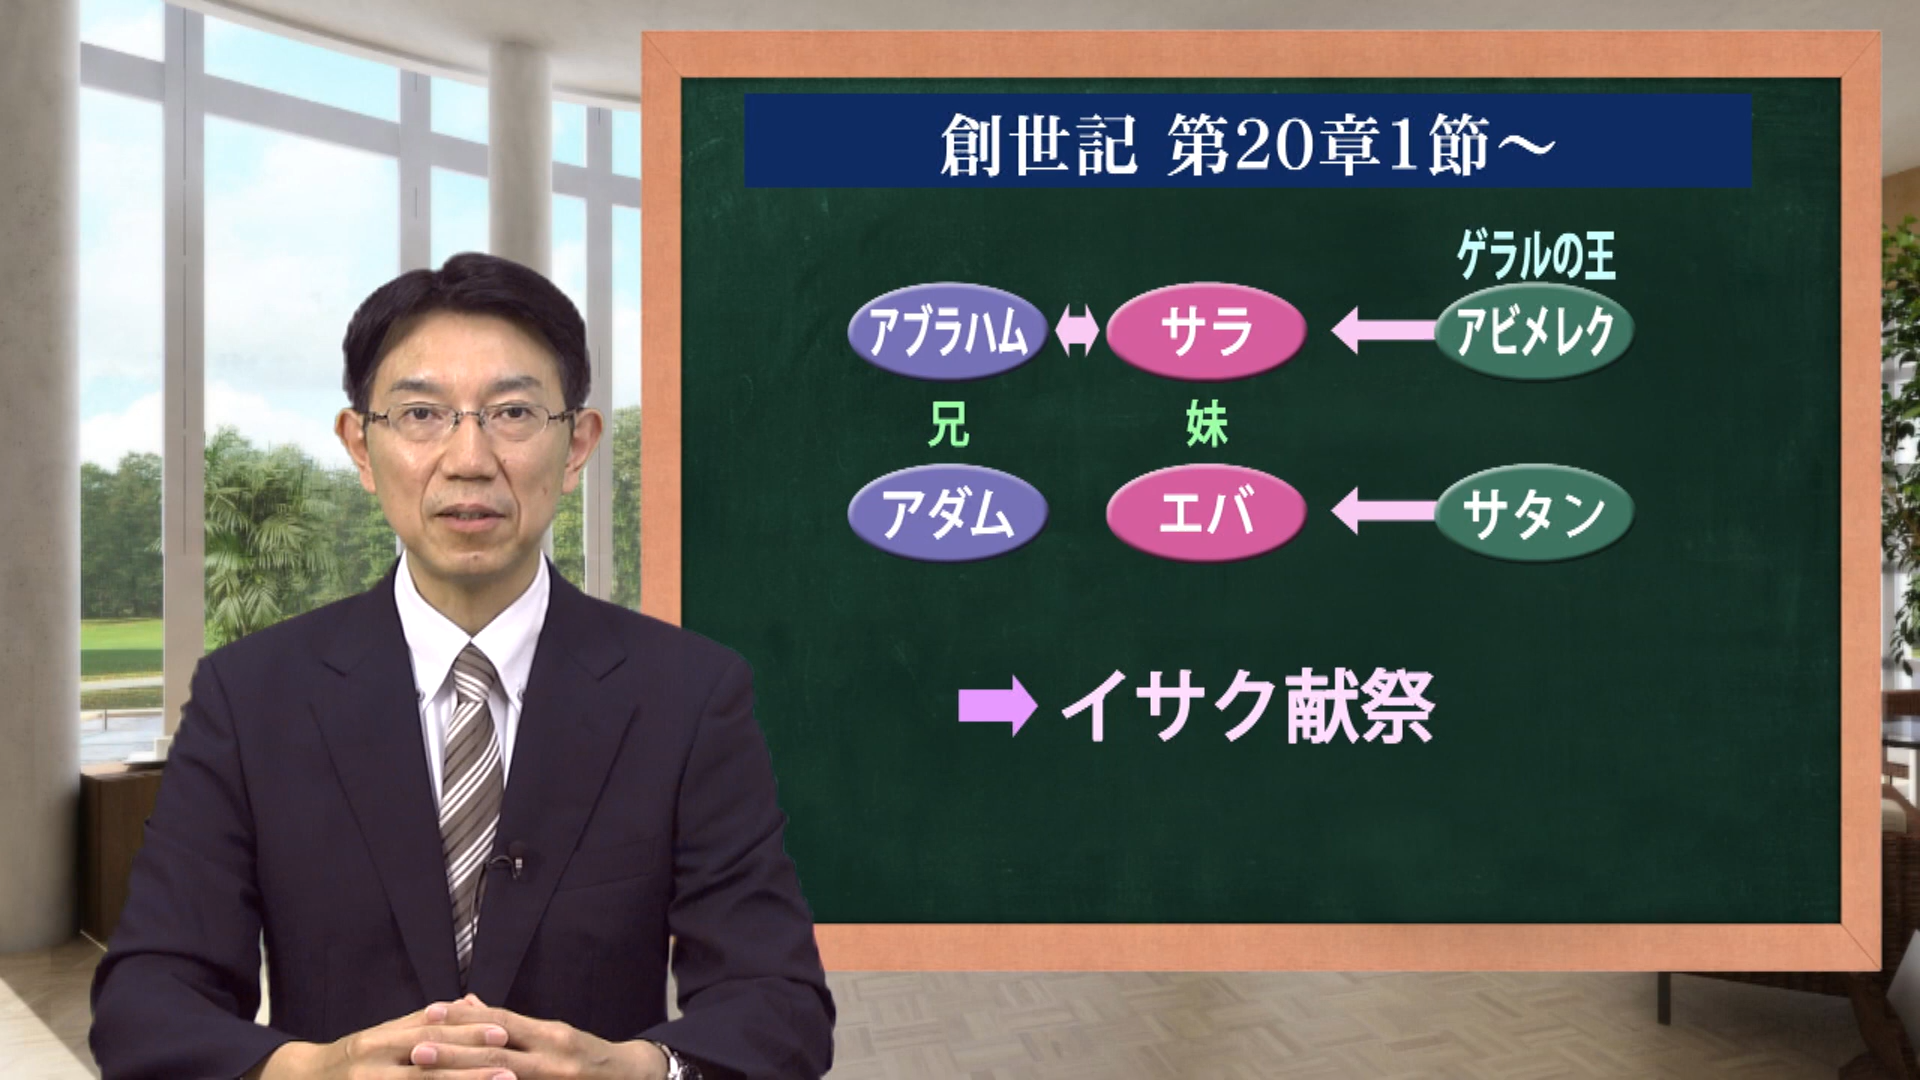 創世記 第20章1節～
ゲラルの王
アブラハム サラ アビメレク
兄 妹
アダム エバ サタン
イサク献祭